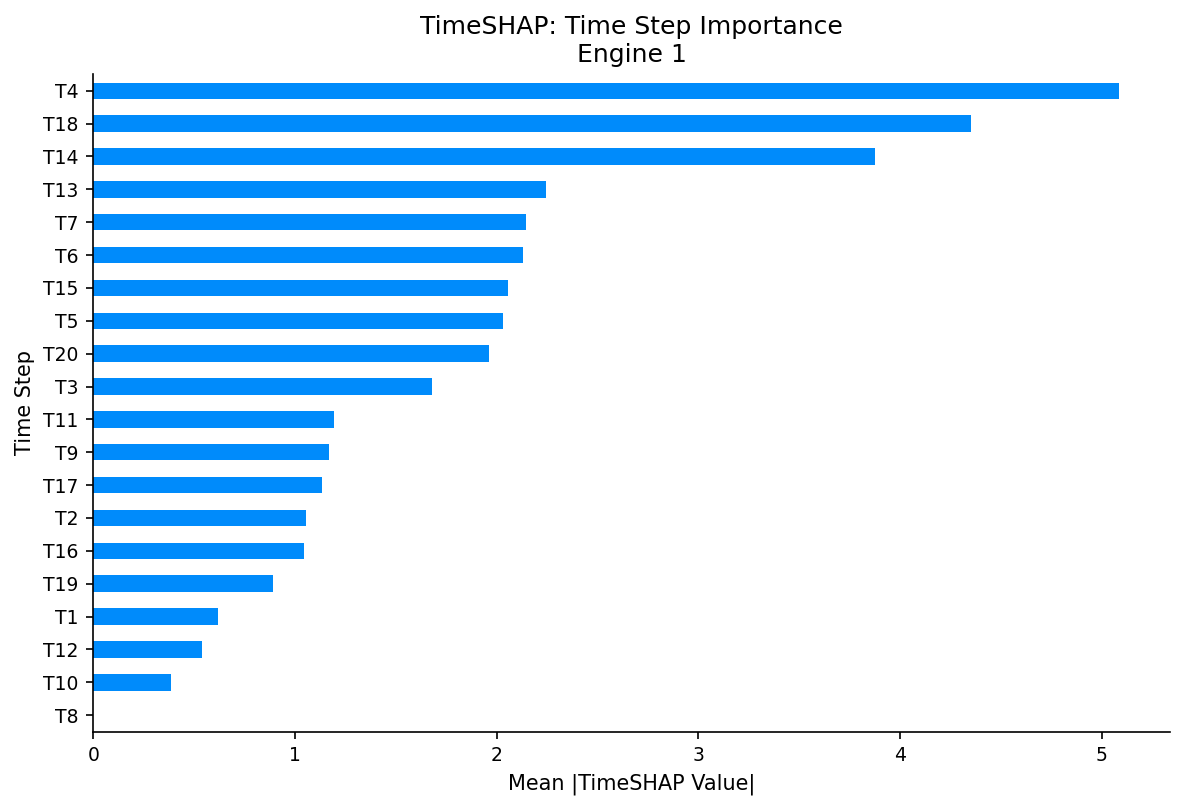 TimeSHAP: Time Step Importance
Engine 1
Time Step
T4
T18
T14
T13
T7
T6
T15
T5
T20
T3
T11
T9
T17
T2
T16
T19
T1
T12
T10
T8
0 1 2 3 4 5
Mean |TimeSHAP Value|